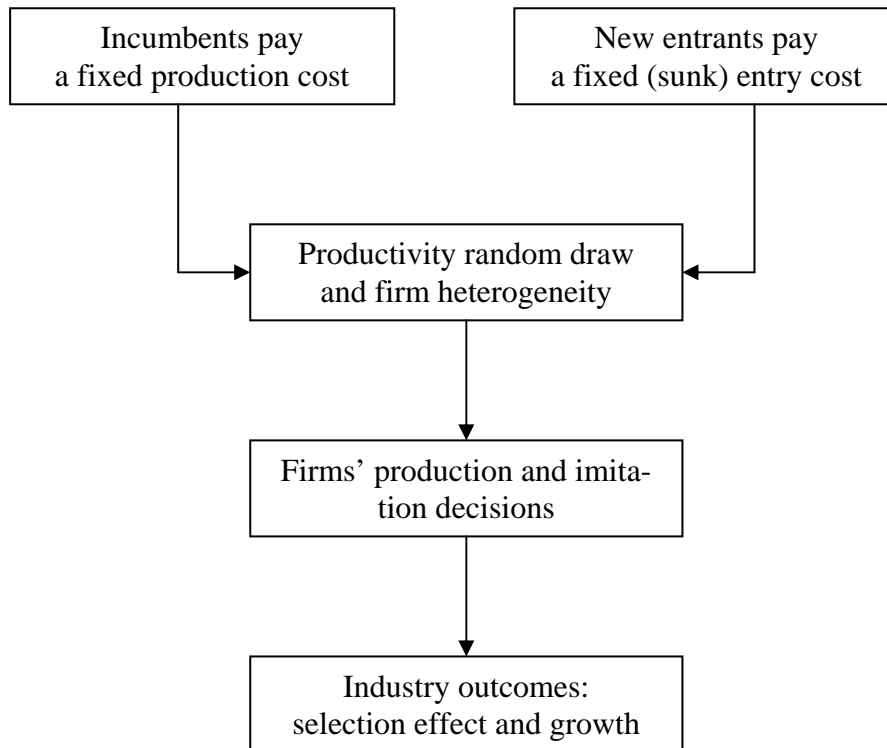 Incumbents pay
a fixed production cost
New entrants pay
a fixed (sunk) entry cost
Productivity random draw
and firm heterogeneity
Firms’ production and imita-
tion decisions
Industry outcomes:
selection effect and growth